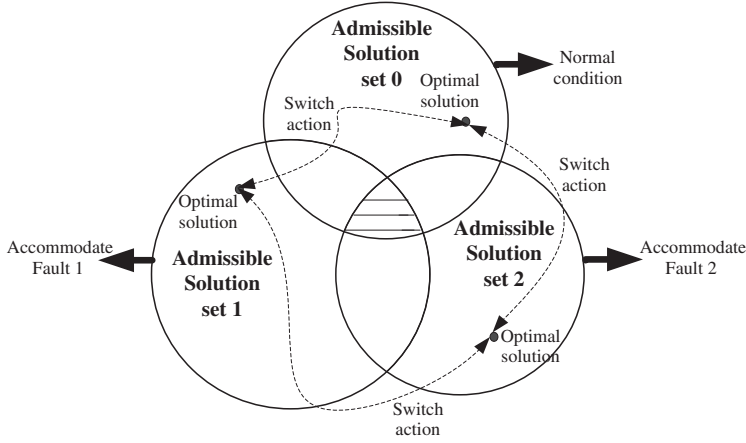 Admissible
Solution
set 0
Normal
condition
Optimal
solution
Switch
action
Switch
action
Optimal
solution
Accommodate
Fault 1
Admissible
Solution
set 1
Admissible
Solution
set 2
Accommodate
Fault 2
Optimal
solution
Switch
action